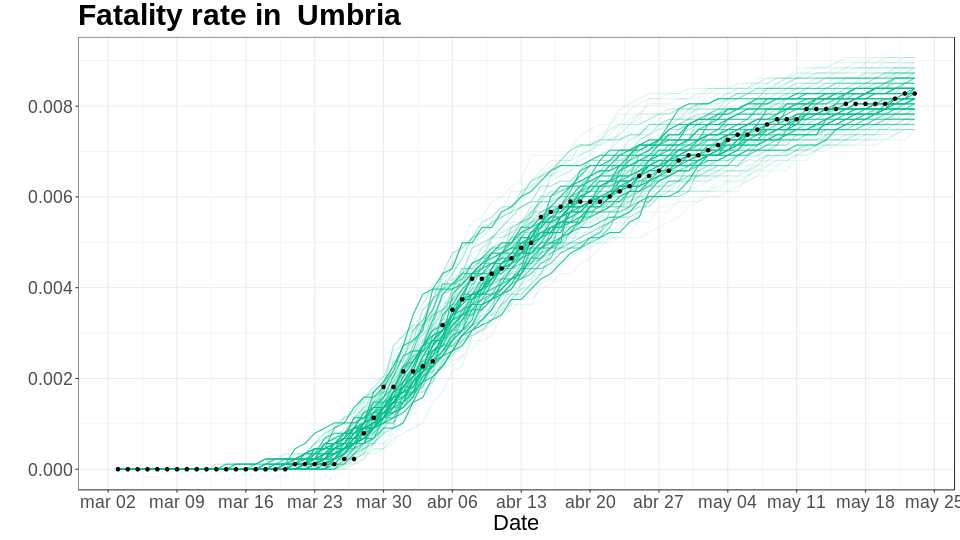 Fatality rate in  Umbria
0.008
0.006
0.004
0.002
0.000
mar 02 mar 09 mar 16 mar 23 mar 30 abr 06 abr 13 abr 20 abr 27 may 04 may 11 may 18 may 25
Date